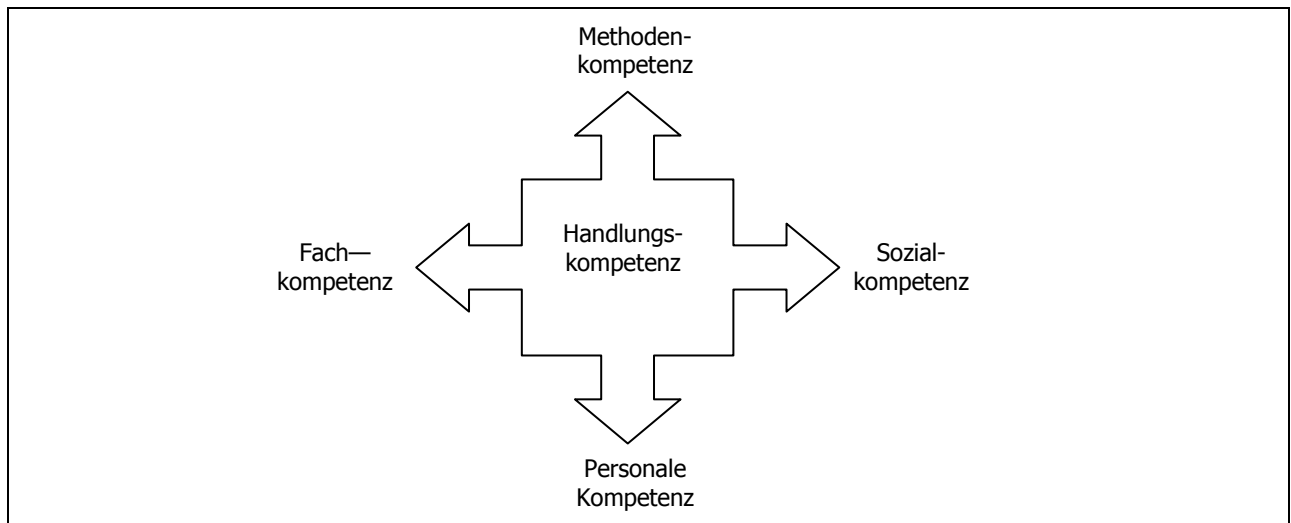 Methoden-
kompetenz
Handlungs-
kompetenz
Fach—
kompetenz
Sozial-
kompetenz
Personale
Kompetenz